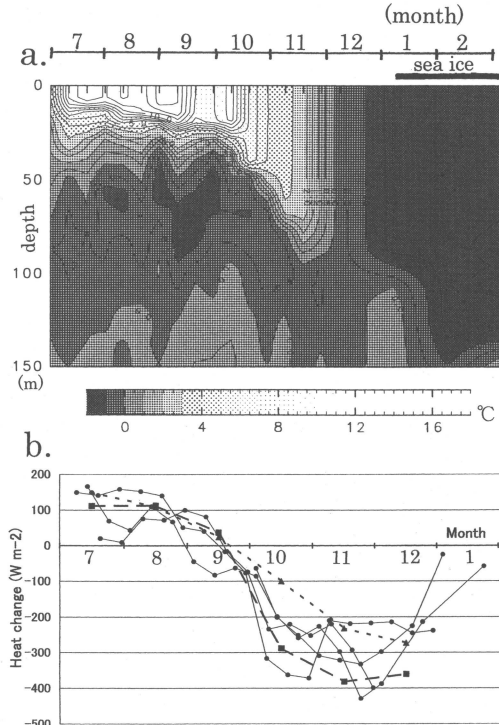 (month)
a. 7 8 9 10 11 12 1 2
sea ice
0
50
depth
100
150
(m)
0 4 8 12 16 ℃
b.
200
100
0
-100
-200
-300
-400
-500
Heat change (W m-2)
Month
7 8 9 10 11 12 1